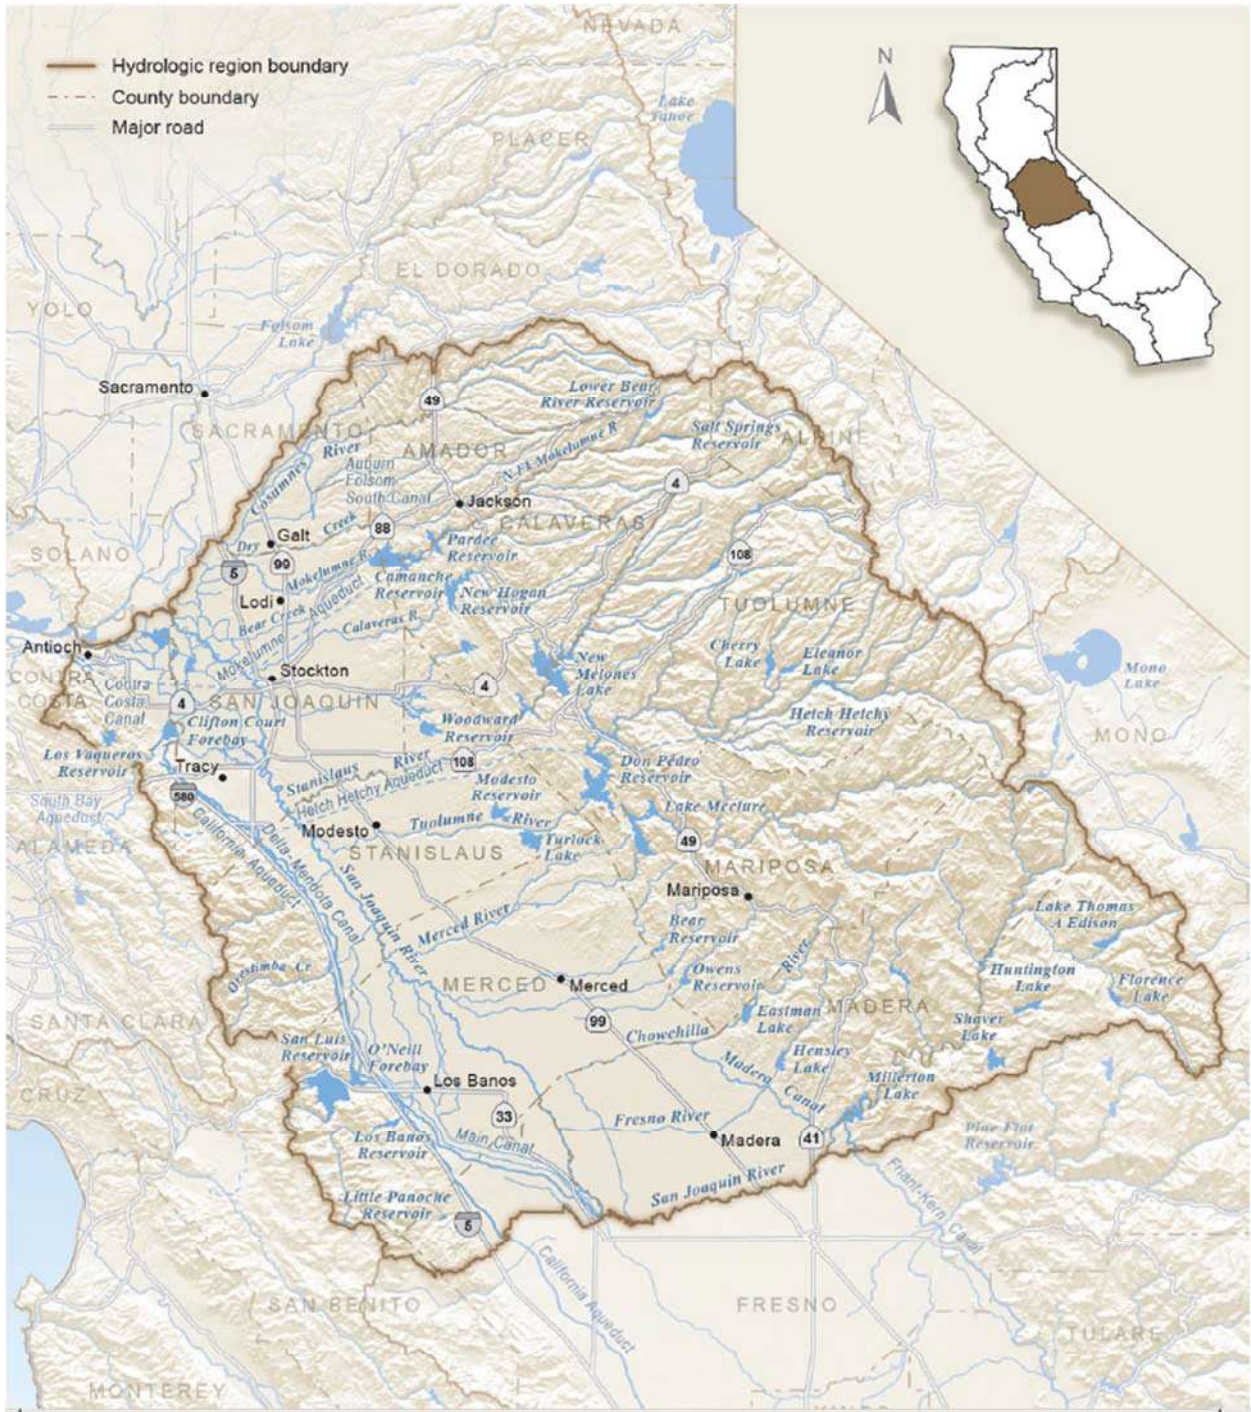 NEVADA
Hydrologic region boundary
County boundary
Major road
N
Lake
Tahoe
PLACER
EL DORADO
YOLO
Folsom
Lake
Sacramento
49
Lower Bear
River Reservoir
SACRAMENTO
AMADOR
Salt Springs
Reservoir
ALPINE
Cosumnes River
Auburn
Folsom
South Canal
N Fk Mokelumne R
4
Jackson
Dry Creek
88
CALAVERAS
Galt
SOLANO
5
99
Pardee
Reservoir
108
Mokelumne R.
Camanche
Reservoir
New Hogan
Reservoir
Lodi
Bear Creek
Mokelumne Aqueduct
Calaveras R.
TUOLUMNE
Antioch
Stockton
New
Melones
Lake
Cherry
Lake
Eleanor
Lake
Mono
Lake
CONTRA
COSTA
Contra
Costa
Canal
4
SAN JOAQUIN
4
Clifton Court
Forebay
Woodward
Reservoir
Hetch Hetchy
Reservoir
MONO
Los Vaqueros
Reservoir
Tracy
Stanislaus River
108
Don Pedro
Reservoir
580
Hetch Hetchy Aqueduct
Modesto
Reservoir
South Bay
Aqueduct
California Aqueduct
Delta-Mendota Canal
Modesto
Tuolumne River
Lake Mcclure
ALAMEDA
STANISLAUS
Turlock
Lake
49
MARIPOSA
San Joaquin River
Mariposa
Merced River
Bear
Reservoir
Lake Thomas
A Edison
Orestimba Cr
MERCED
Merced
Owens
Reservoir
River
Huntington
Lake
Florence
Lake
SANTA CLARA
99
Chowchilla
Eastman
Lake
MADERA
Shaver
Lake
San Luis
Reservoir
O'Neill
Forebay
Hensley
Lake
Madera Canal
Millerton
Lake
CRUZ
Los Banos
33
Fresno River
Madera
41
Pine Flat
Reservoir
Los Banos
Reservoir
Main Canal
San Joaquin River
Friant-Kern Canal
Little Panoche
Reservoir
5
California Aqueduct
SAN BENITO
FRESNO
TULARE
MONTEREY